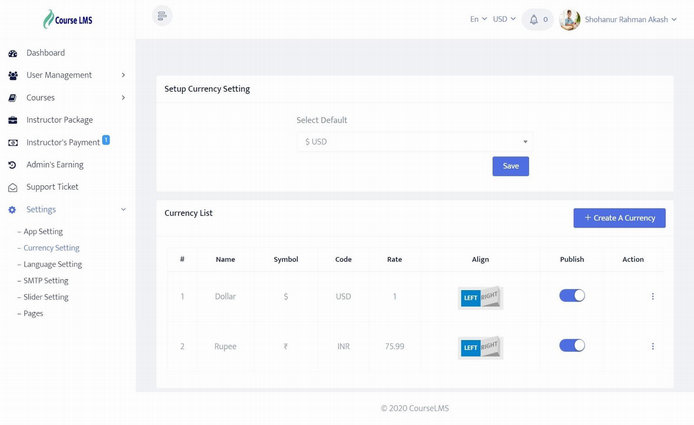 Course LMS
En
USD
0
Shohanur Rahman Akash
Dashboard
User Management
Courses
Instructor Package
Instructor's Payment 1
Admin's Earning
Support Ticket
Settings
– App Setting
– Currency Setting
– Language Setting
– SMTP Setting
– Slider Setting
– Pages
Setup Currency Setting
Select Default
$ USD
Save
Currency List
+ Create A Currency
# Name Symbol Code Rate Align Publish Action
1 Dollar $ USD 1 LEFT RIGHT
2 Rupee ₹ INR 75.99 LEFT RIGHT
© 2020 CourseLMS